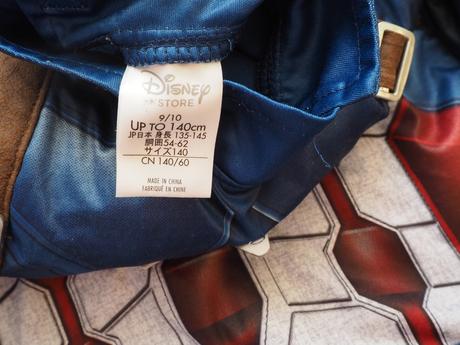 Disney
STORE
9/10
UP TO 140cm
JP日本 身長 135-145
胴囲54-62
サイズ140
CN 140/60
MADE IN CHINA
FABRIQUÉ EN CHINE